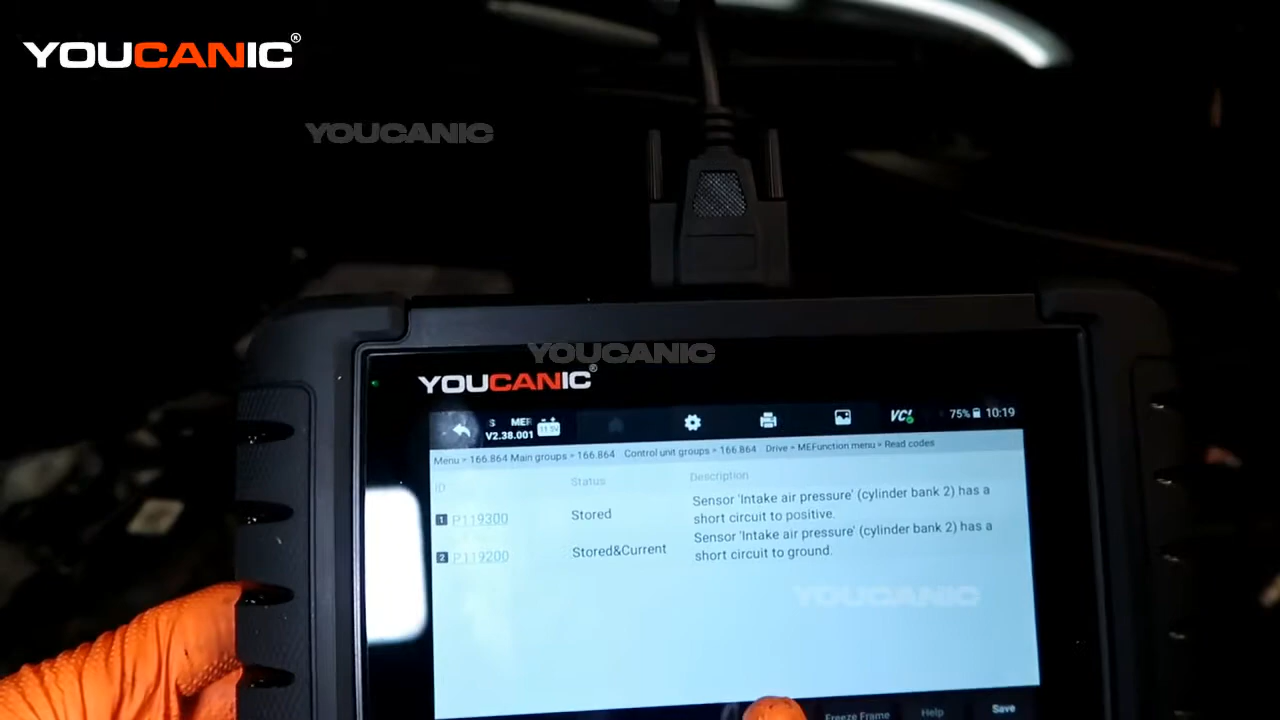 YOUCANIC®
YOUCANIC
YOUCANIC
YOUCANIC®
S MER
V2.38.001
11.5V
VCI
75% 10:19
Menu > 166.864 Main groups > 166.864 Control unit groups > 166.864 Drive > MEFunction menu > Read codes
ID Status Description
1 P119300 Stored Sensor 'Intake air pressure' (cylinder bank 2) has a
short circuit to positive.
2 P119200 Stored&Current Sensor 'Intake air pressure' (cylinder bank 2) has a
short circuit to ground.
YOUCANIC
Freeze Frame Help Save